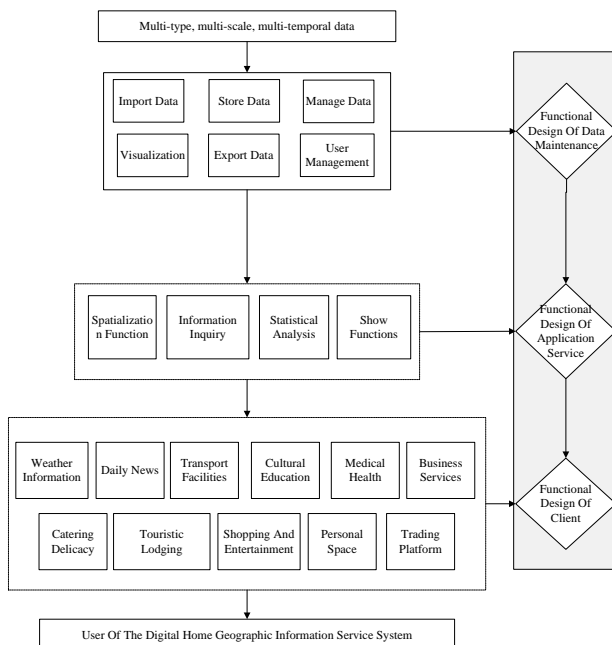 Multi-type, multi-scale, multi-temporal data
Import Data
Store Data
Manage Data
Visualization
Export Data
User
Management
Functional
Design Of Data
Maintenance
Spatializatio
n Function
Information
Inquiry
Statistical
Analysis
Show
Functions
Functional
Design Of
Application
Service
Weather
Information
Daily News
Transport
Facilities
Cultural
Education
Medical
Health
Business
Services
Catering
Delicacy
Touristic
Lodging
Shopping And
Entertainment
Personal
Space
Trading
Platform
Functional
Design Of
Client
User Of The Digital Home Geographic Information Service System